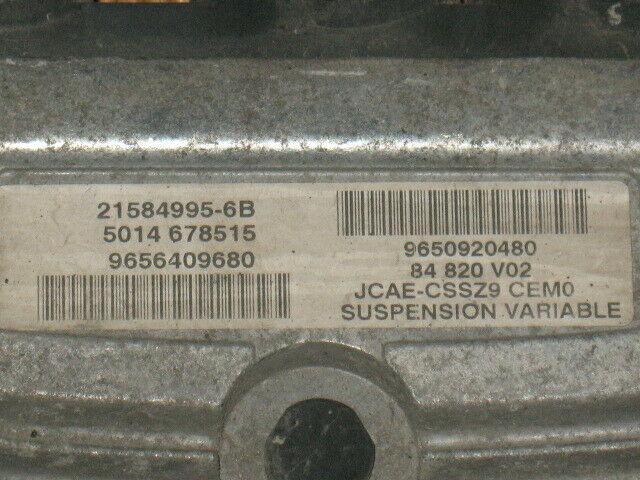 21584995-6B
5014 678515
9656409680
9650920480
84 820 V02
JCAE-CSSZ9 CEM0
SUSPENSION VARIABLE